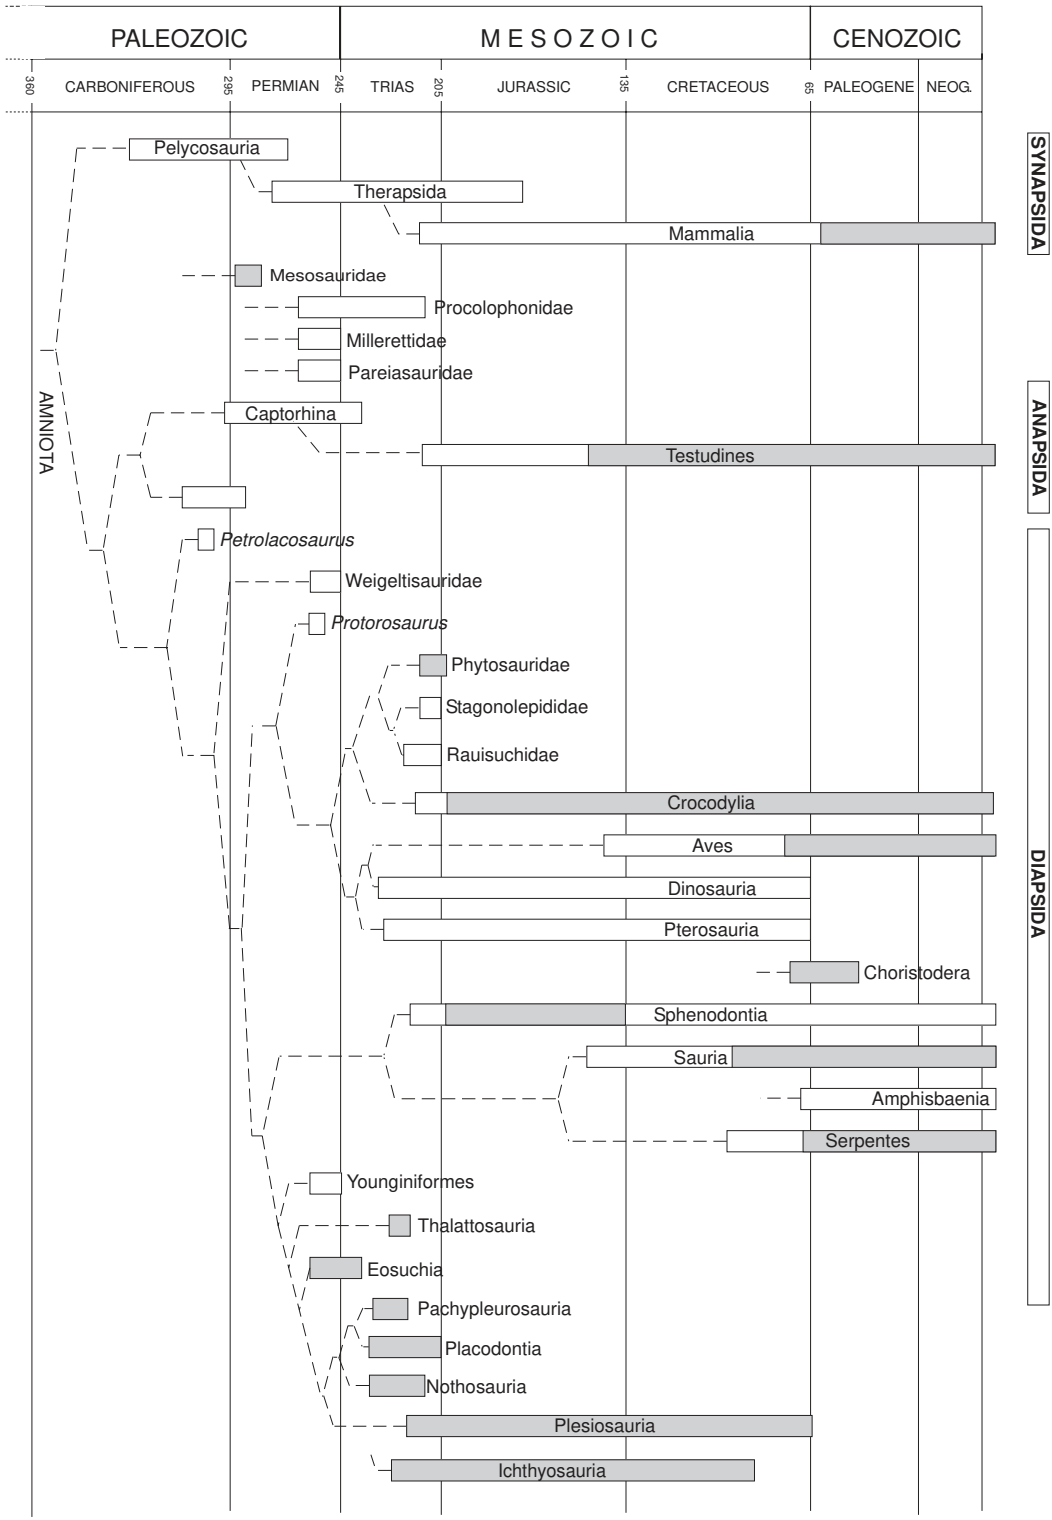 PALEOZOIC
MESOZOIC
CENOZOIC
360
CARBONIFEROUS
295
PERMIAN
245
TRIAS
205
JURASSIC
135
CRETACEOUS
65
PALEOGENE
NEOG.
Pelycosauria
SYNAPSIDA
Therapsida
Mammalia
Mesosauridae
Procolophonidae
Millerettidae
Pareiasauridae
AMNIOTA
Captorhina
ANAPSIDA
Testudines
Petrolacosaurus
Weigeltisauridae
Protorosaurus
Phytosauridae
Stagonolepididae
Rauisuchidae
Crocodylia
Aves
Dinosauria
DIAPSIDA
Pterosauria
Choristodera
Sphenodontia
Sauria
Amphisbaenia
Serpentes
Younginiformes
Thalattosauria
Eosuchia
Pachypleurosauria
Placodontia
Nothosauria
Plesiosauria
Ichthyosauria